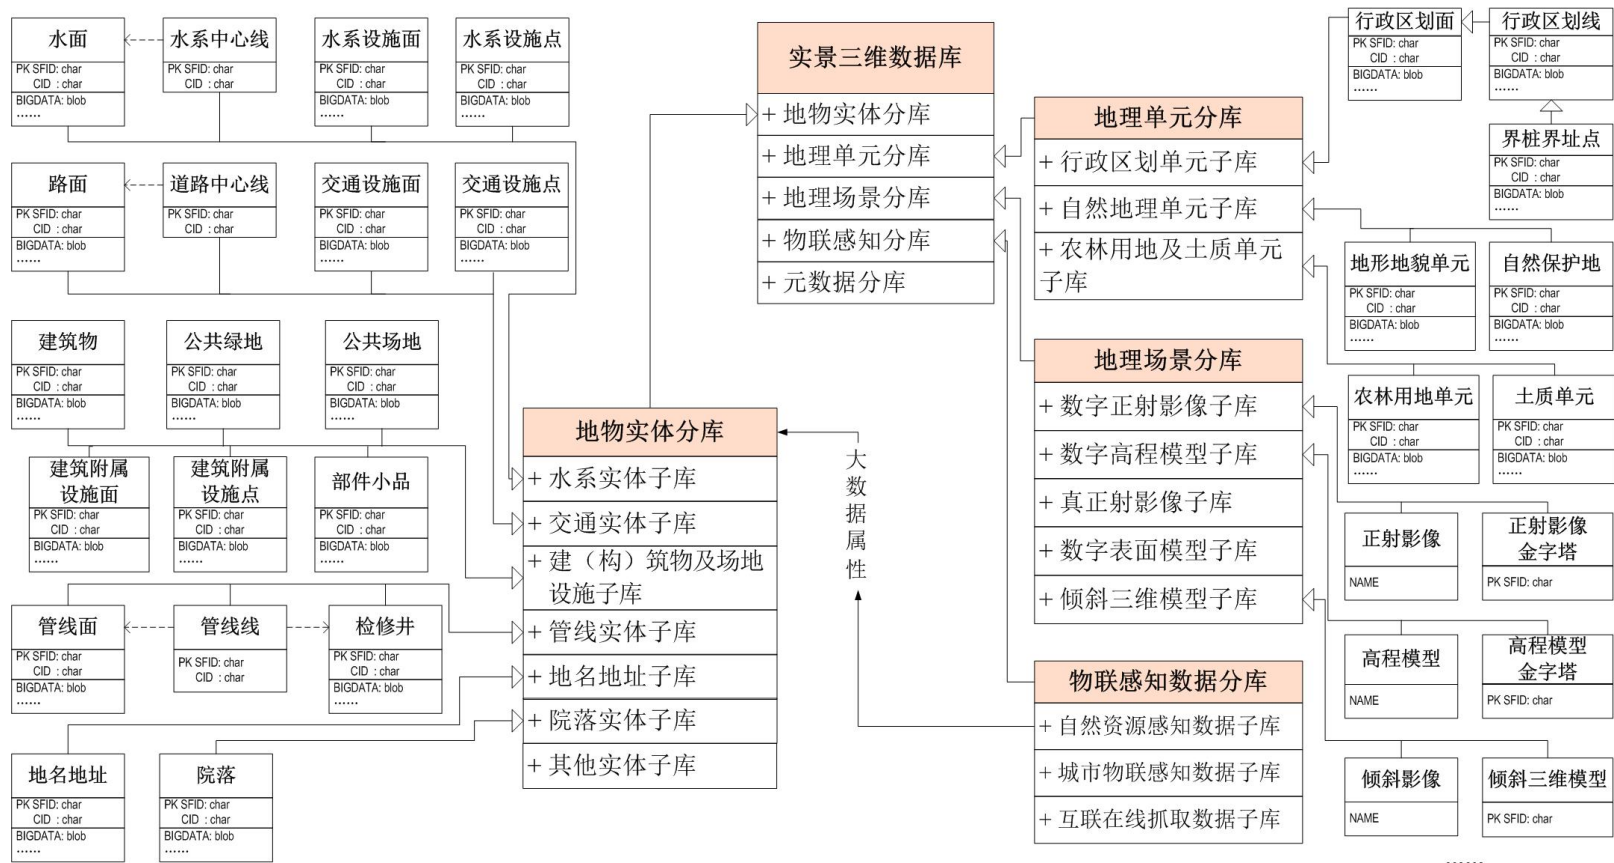 水面
PK SFID: char
CID : char
BIGDATA: blob
......
水系中心线
PK SFID: char
CID : char
水系设施面
PK SFID: char
CID : char
BIGDATA: blob
......
水系设施点
PK SFID: char
CID : char
BIGDATA: blob
......
路面
PK SFID: char
CID : char
BIGDATA: blob
......
道路中心线
PK SFID: char
CID : char
交通设施面
PK SFID: char
CID : char
BIGDATA: blob
......
交通设施点
PK SFID: char
CID : char
BIGDATA: blob
......
建筑物
PK SFID: char
CID : char
BIGDATA: blob
......
公共绿地
PK SFID: char
CID : char
BIGDATA: blob
......
公共场地
PK SFID: char
CID : char
BIGDATA: blob
......
建筑附属
设施面
PK SFID: char
CID : char
BIGDATA: blob
......
建筑附属
设施点
PK SFID: char
CID : char
BIGDATA: blob
......
部件小品
PK SFID: char
CID : char
BIGDATA: blob
......
管线面
PK SFID: char
CID : char
BIGDATA: blob
......
管线线
PK SFID: char
CID : char
检修井
PK SFID: char
CID : char
BIGDATA: blob
......
地名地址
PK SFID: char
CID : char
BIGDATA: blob
......
院落
PK SFID: char
CID : char
BIGDATA: blob
......
实景三维数据库
+ 地物实体分库
+ 地理单元分库
+ 地理场景分库
+ 物联感知分库
+ 元数据分库
地物实体分库
+ 水系实体子库
+ 交通实体子库
+ 建（构）筑物及场地
设施子库
+ 管线实体子库
+ 地名地址子库
+ 院落实体子库
+ 其他实体子库
大数据属性
地理单元分库
+ 行政区划单元子库
+ 自然地理单元子库
+ 农林用地及土质单元
子库
地理场景分库
+ 数字正射影像子库
+ 数字高程模型子库
+ 真正射影像子库
+ 数字表面模型子库
+ 倾斜三维模型子库
物联感知数据分库
+ 自然资源感知数据子库
+ 城市物联感知数据子库
+ 互联在线抓取数据子库
行政区划面
PK SFID: char
CID : char
BIGDATA: blob
......
行政区划线
PK SFID: char
CID : char
BIGDATA: blob
......
界桩界址点
PK SFID: char
CID : char
BIGDATA: blob
......
地形地貌单元
PK SFID: char
CID : char
BIGDATA: blob
......
自然保护地
PK SFID: char
CID : char
BIGDATA: blob
......
农林用地单元
PK SFID: char
CID : char
BIGDATA: blob
......
土质单元
PK SFID: char
CID : char
BIGDATA: blob
......
正射影像
NAME
正射影像
金字塔
PK SFID: char
高程模型
NAME
高程模型
金字塔
PK SFID: char
倾斜影像
NAME
倾斜三维模型
PK SFID: char
......